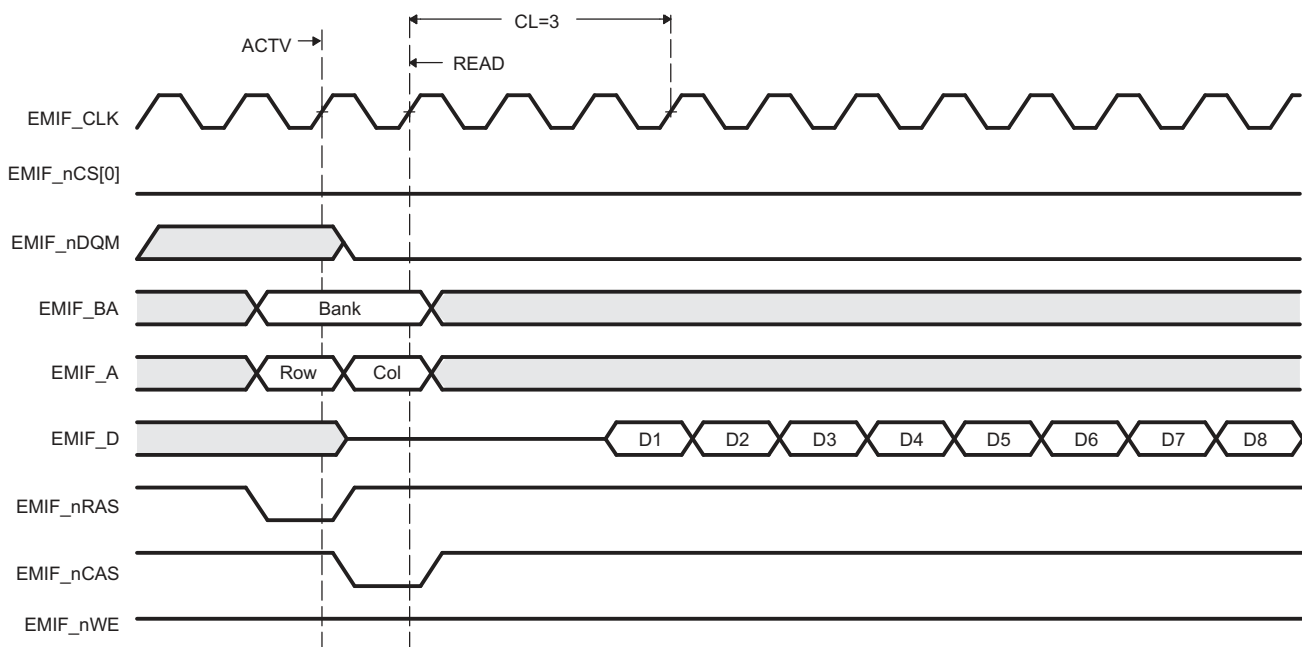 CL=3
ACTV
READ
EMIF_CLK
EMIF_nCS[0]
EMIF_nDQM
EMIF_BA
Bank
EMIF_A
Row Col
EMIF_D
D1 D2 D3 D4 D5 D6 D7 D8
EMIF_nRAS
EMIF_nCAS
EMIF_nWE